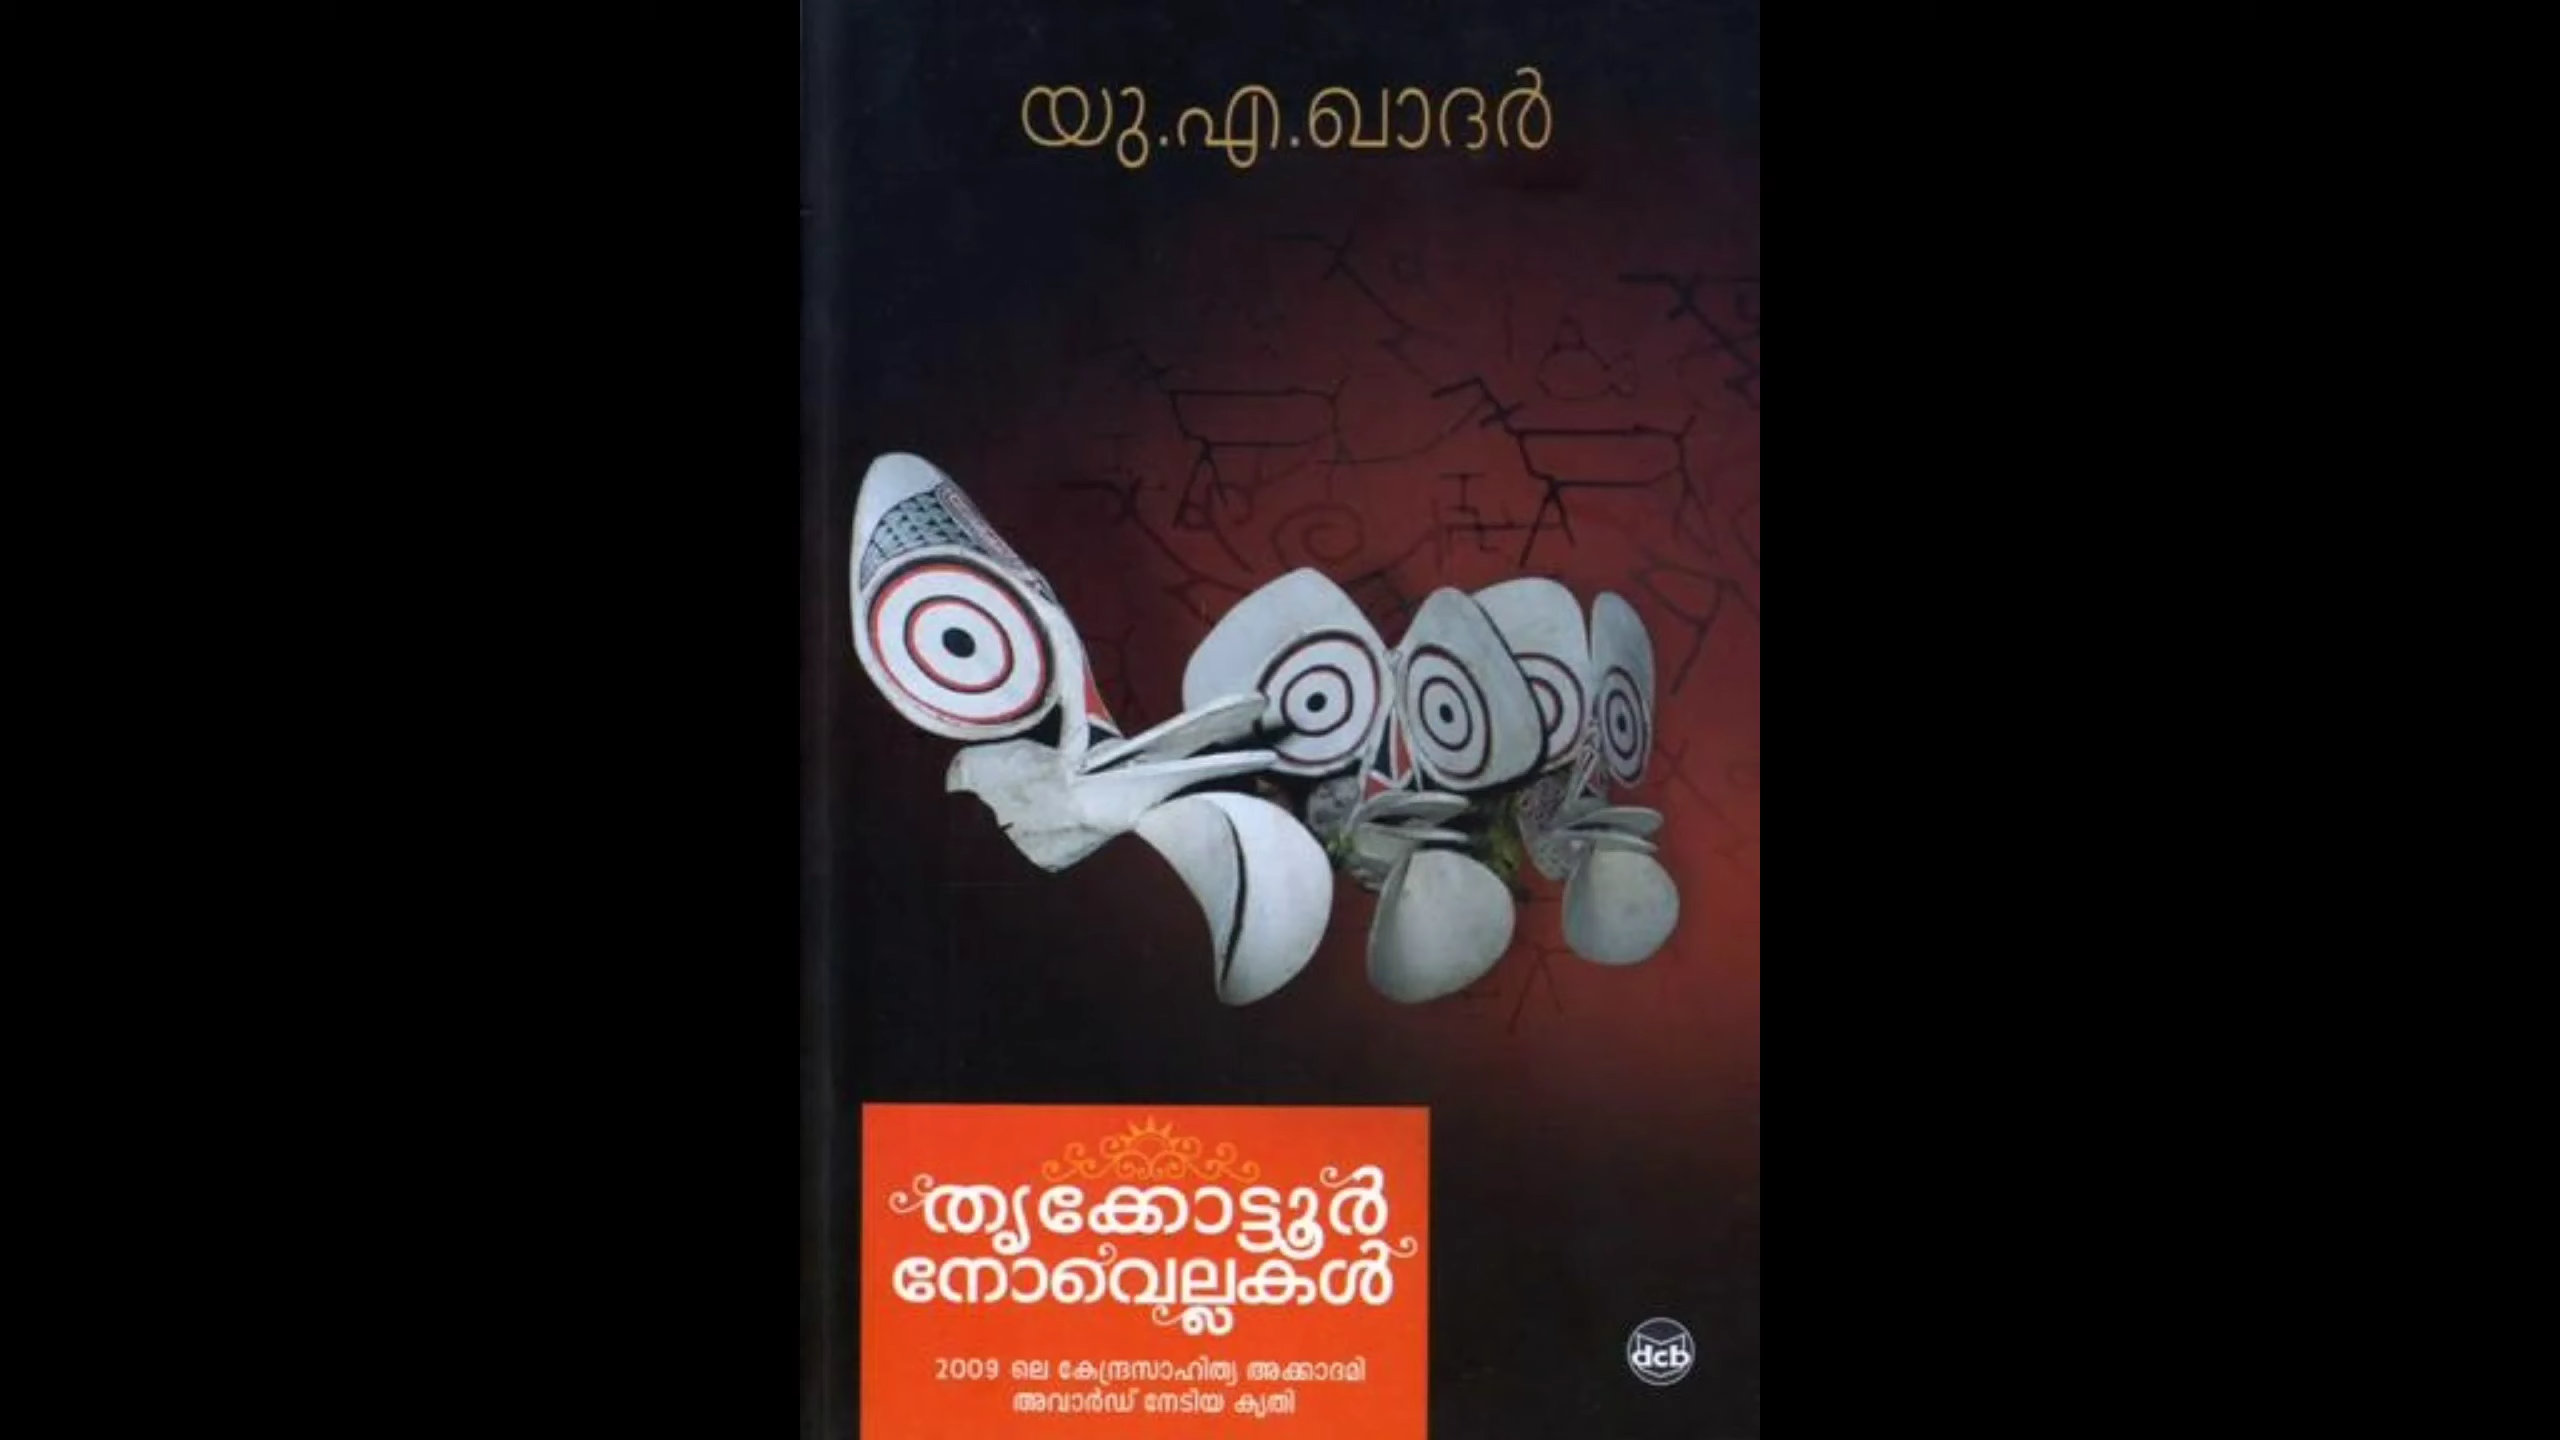 യു.എ.ഖാദർ
തൃക്കോട്ടൂർ
നോവെല്ലകൾ
2009 ലെ കേന്ദ്രസാഹിത്യ അക്കാദമി
അവാർഡ് നേടിയ കൃതി
dcb